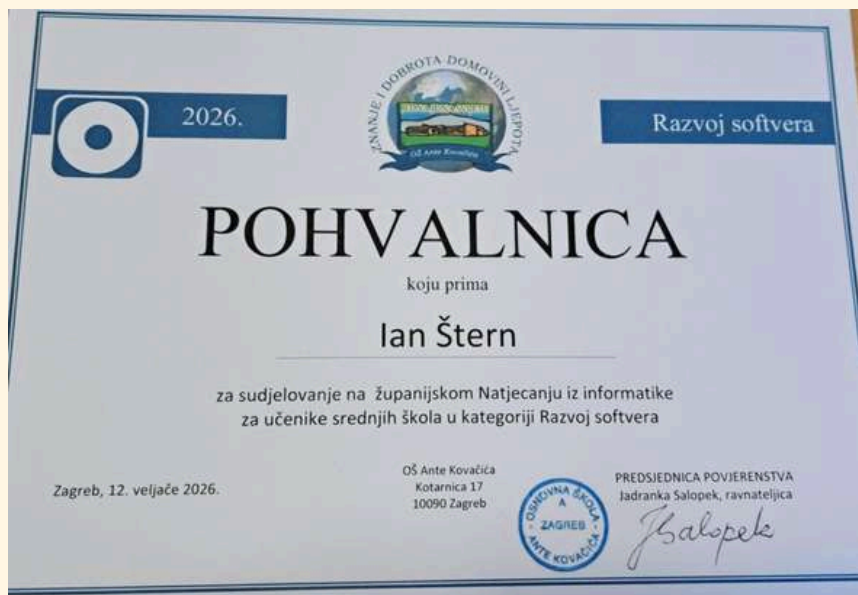 ZNANJE I DOBROTA DOMOVINI LJEPOTA
OŠ Ante Kovačića
2026.
Razvoj softvera
POHVALNICA
koju prima
Ian Štern
za sudjelovanje na županijskom Natjecanju iz informatike
za učenike srednjih škola u kategoriji Razvoj softvera
Zagreb, 12. veljače 2026.
OŠ Ante Kovačića
Kotarnica 17
10090 Zagreb
OSNOVNA ŠKOLA
A
ZAGREB
ANTE KOVAČIĆA
PREDSJEDNICA POVJERENSTVA
Jadranka Salopek, ravnateljica
JSalopek